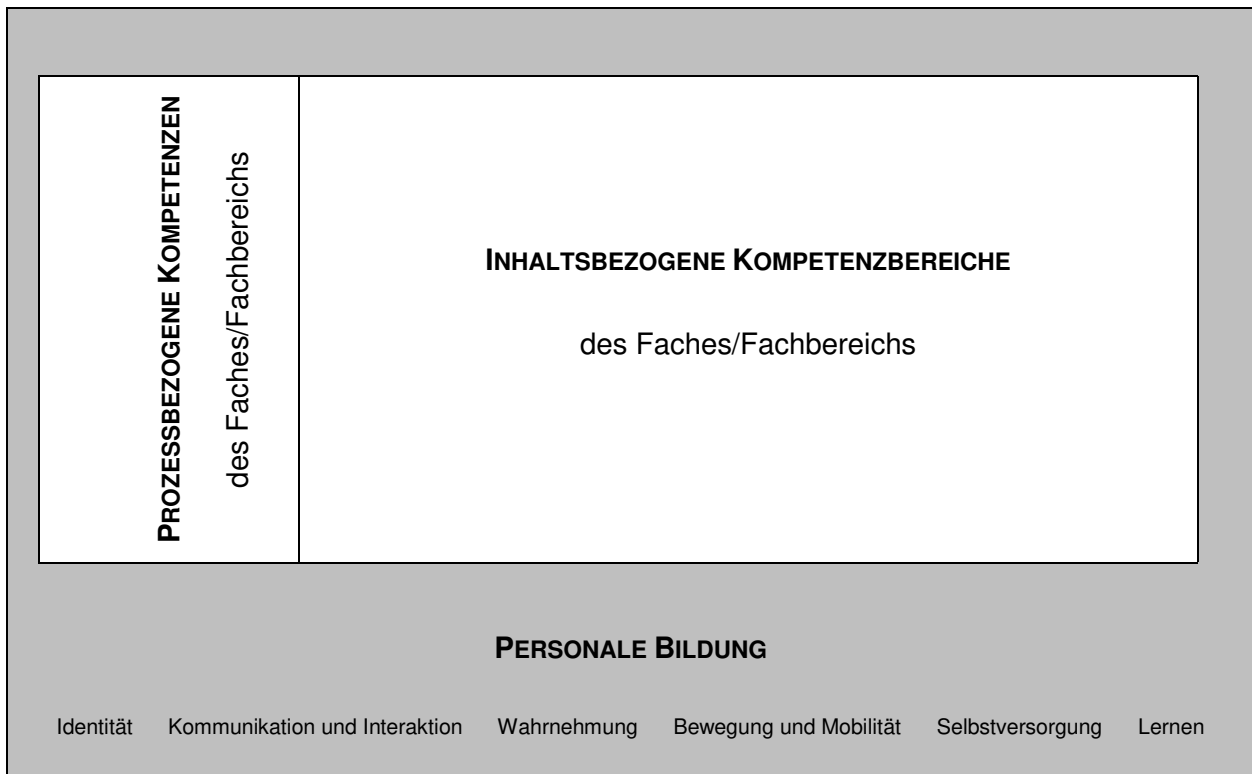 PROZESSBEZOGENE KOMPETENZEN
des Faches/Fachbereichs
INHALTSBEZOGENE KOMPETENZBEREICHE
des Faches/Fachbereichs
PERSONALE BILDUNG
Identität Kommunikation und Interaktion Wahrnehmung Bewegung und Mobilität Selbstversorgung Lernen